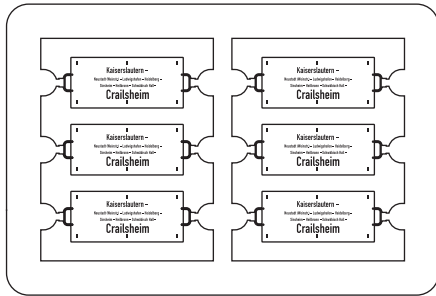 Kaiserslautern –
Neustadt (Weinstr) – Ludwigshafen – Heidelberg –
Sinsheim – Heilbronn – Schwäbisch Hall –
Crailsheim
Kaiserslautern –
Neustadt (Weinstr) – Ludwigshafen – Heidelberg –
Sinsheim – Heilbronn – Schwäbisch Hall –
Crailsheim
Kaiserslautern –
Neustadt (Weinstr) – Ludwigshafen – Heidelberg –
Sinsheim – Heilbronn – Schwäbisch Hall –
Crailsheim
Kaiserslautern –
Neustadt (Weinstr) – Ludwigshafen – Heidelberg –
Sinsheim – Heilbronn – Schwäbisch Hall –
Crailsheim
Kaiserslautern –
Neustadt (Weinstr) – Ludwigshafen – Heidelberg –
Sinsheim – Heilbronn – Schwäbisch Hall –
Crailsheim
Kaiserslautern –
Neustadt (Weinstr) – Ludwigshafen – Heidelberg –
Sinsheim – Heilbronn – Schwäbisch Hall –
Crailsheim